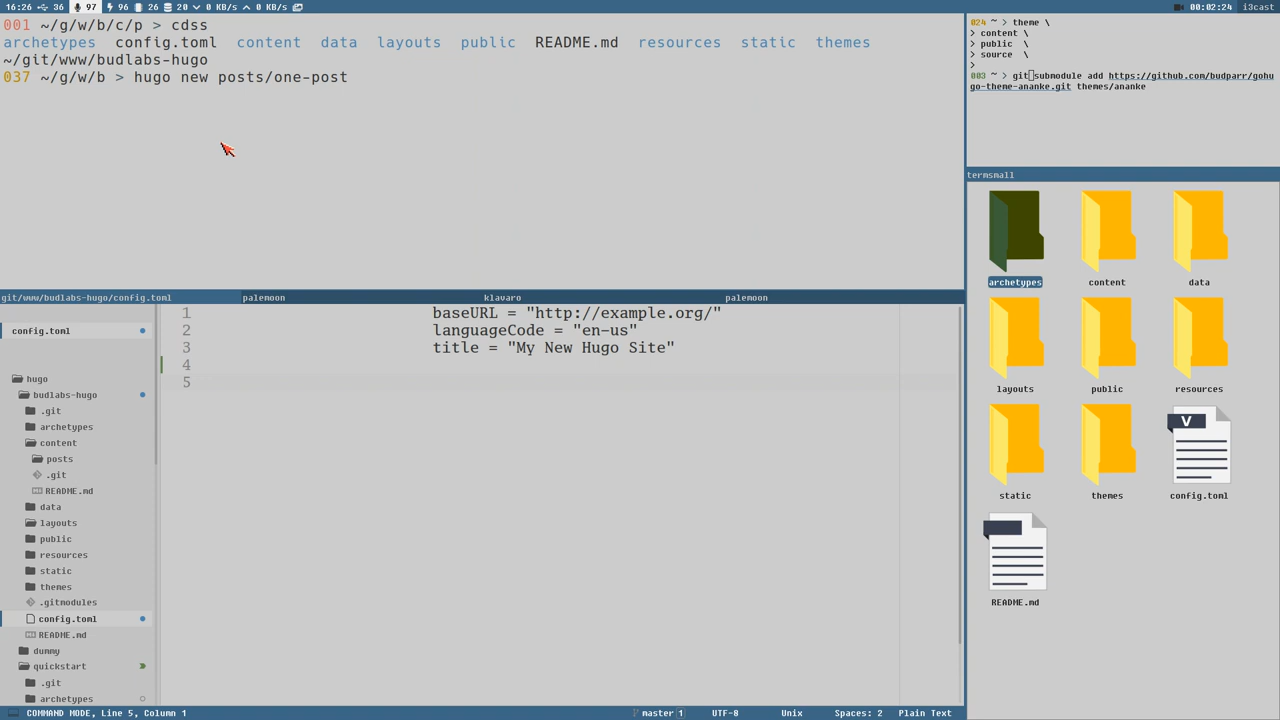 16:26 36 97 96 26 20 0 KB/s 0 KB/s
00:02:24 i3cast
001 ~/g/w/b/c/p > cdss
archetypes config.toml content data layouts public README.md resources static themes
~/git/www/budlabs-hugo
037 ~/g/w/b > hugo new posts/one-post
024 ~ > theme \
> content \
> public \
> source \
>
003 ~ > git submodule add https://github.com/budparr/gohu
go-theme-ananke.git themes/ananke
termsmall
archetypes content data
layouts public resources
V
static themes config.toml
README.md
git/www/budlabs-hugo/config.toml palemoon klavaro palemoon
config.toml
hugo
budlabs-hugo
.git
archetypes
content
posts
.git
README.md
data
layouts
public
resources
static
themes
.gitmodules
config.toml
README.md
dummy
quickstart
.git
archetypes
1 baseURL = "http://example.org/"
2 languageCode = "en-us"
3 title = "My New Hugo Site"
4
5
COMMAND MODE, Line 5, Column 1 master 1 UTF-8 Unix Spaces: 2 Plain Text